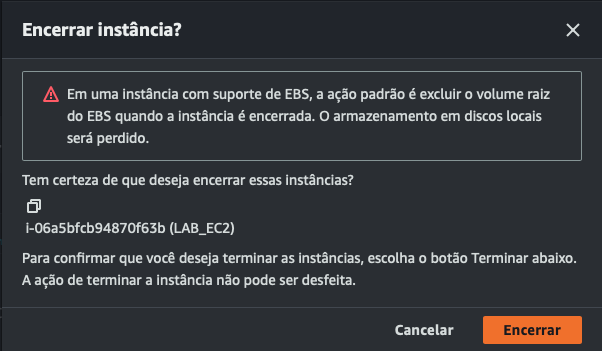 Encerrar instância?
Em uma instância com suporte de EBS, a ação padrão é excluir o volume raiz
do EBS quando a instância é encerrada. O armazenamento em discos locais
será perdido.
Tem certeza de que deseja encerrar essas instâncias?
i-06a5bfcb94870f63b (LAB_EC2)
Para confirmar que você deseja terminar as instâncias, escolha o botão Terminar abaixo.
A ação de terminar a instância não pode ser desfeita.
Cancelar
Encerrar